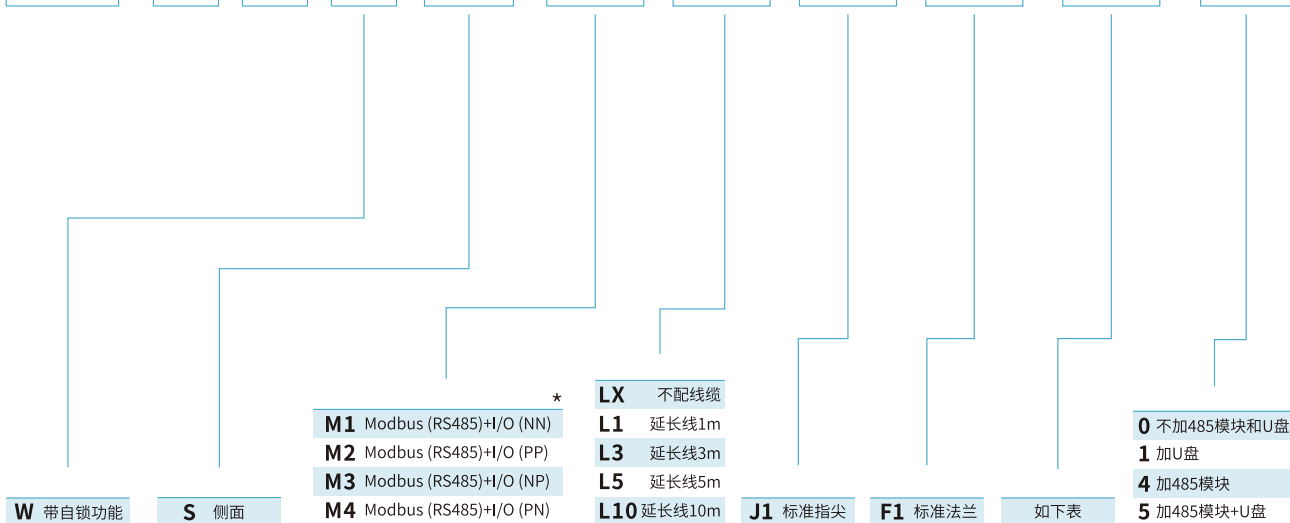 *
M1 Modbus (RS485)+I/O (NN)
M2 Modbus (RS485)+I/O (PP)
M3 Modbus (RS485)+I/O (NP)
M4 Modbus (RS485)+I/O (PN)
LX 不配线缆
L1 延长线1m
L3 延长线3m
L5 延长线5m
L10 延长线10m
0 不加485模块和U盘
1 加U盘
4 加485模块
5 加485模块+U盘
W 带自锁功能
S 侧面
J1 标准指尖
F1 标准法兰
如下表